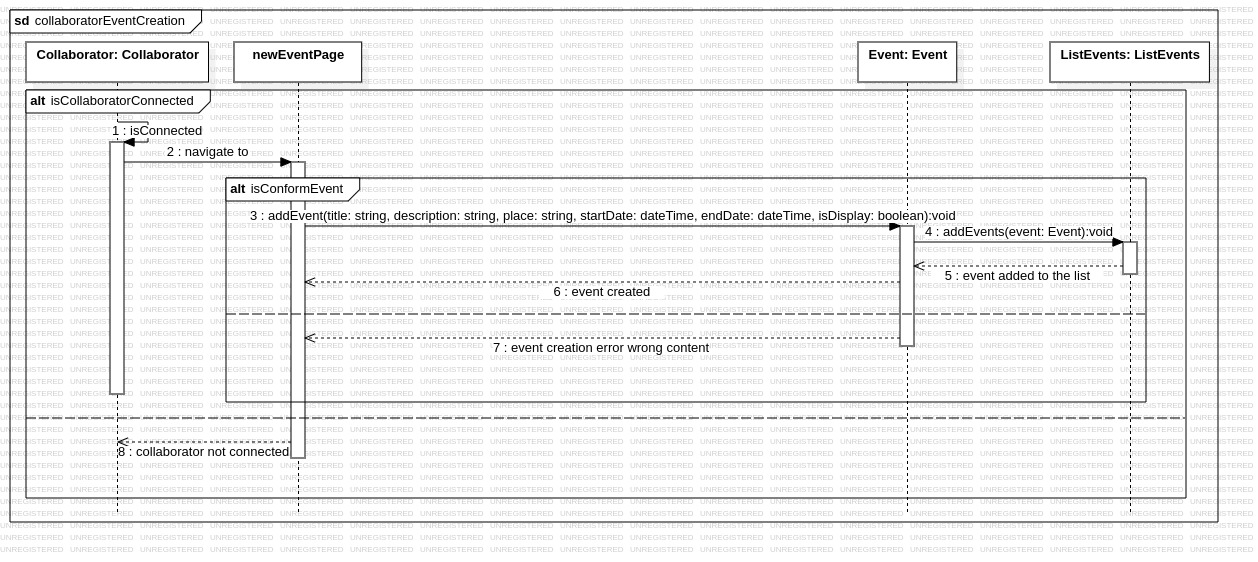 sd collaboratorEventCreation
Collaborator: Collaborator
newEventPage
Event: Event
ListEvents: ListEvents
alt isCollaboratorConnected
1 : isConnected
2 : navigate to
alt isConformEvent
3 : addEvent(title: string, description: string, place: string, startDate: dateTime, endDate: dateTime, isDisplay: boolean):void
4 : addEvents(event: Event):void
5 : event added to the list
6 : event created
7 : event creation error wrong content
8 : collaborator not connected
UNREGISTERED